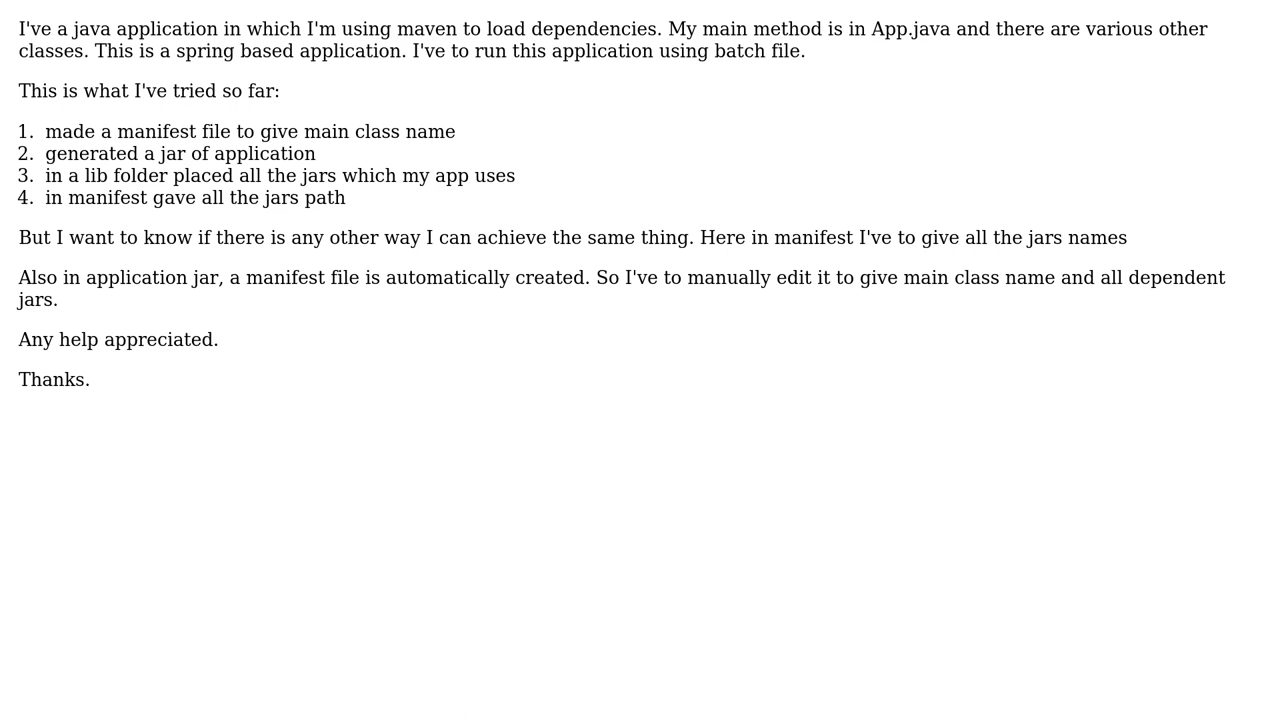 I've a java application in which I'm using maven to load dependencies. My main method is in App.java and there are various other
classes. This is a spring based application. I've to run this application using batch file.
This is what I've tried so far:
1. made a manifest file to give main class name
2. generated a jar of application
3. in a lib folder placed all the jars which my app uses
4. in manifest gave all the jars path
But I want to know if there is any other way I can achieve the same thing. Here in manifest I've to give all the jars names
Also in application jar, a manifest file is automatically created. So I've to manually edit it to give main class name and all dependent
jars.
Any help appreciated.
Thanks.